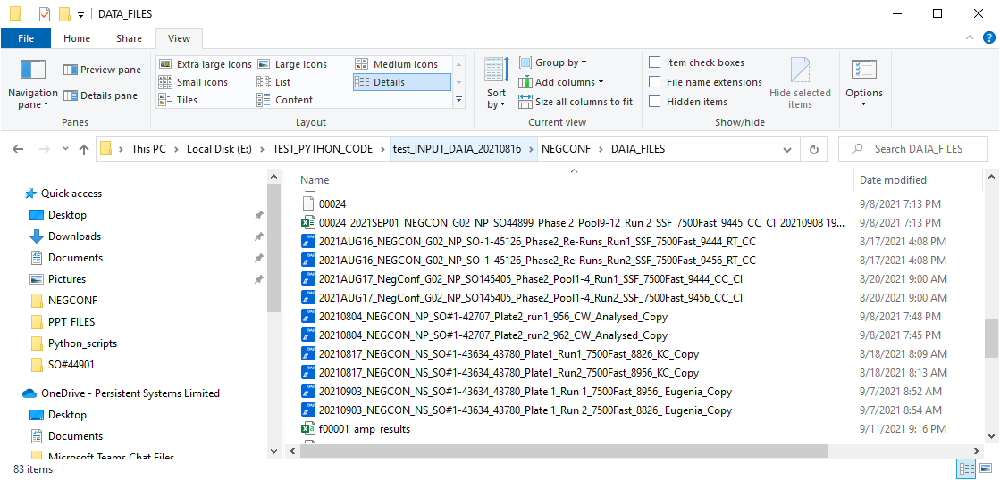 DATA_FILES
File Home Share View
Navigation pane
Preview pane
Details pane
Panes
Extra large icons Large icons Medium icons
Small icons List Details
Tiles Content
Layout
Sort by
Group by
Add columns
Size all columns to fit
Current view
Item check boxes
File name extensions
Hidden items
Hide selected items
Show/hide
Options
This PC Local Disk (E:) TEST_PYTHON_CODE test_INPUT_DATA_20210816 NEGCONF DATA_FILES
Search DATA_FILES
Quick access
Desktop
Downloads
Documents
Pictures
NEGCONF
PPT_FILES
Python_scripts
SO#44901
OneDrive - Persistent Systems Limited
Desktop
Documents
Microsoft Teams Chat Files
Name Date modified
00024 9/8/2021 7:13 PM
00024_2021SEP01_NEGCON_G02_NP_SO44899_Phase 2_Pool9-12_Run 2_SSF_7500Fast_9445_CC_CI_20210908 19... 9/8/2021 7:13 PM
2021AUG16_NEGCON_G02_NP_SO-1-45126_Phase2_Re-Runs_Run1_SSF_7500Fast_9444_RT_CC 8/17/2021 4:08 PM
2021AUG16_NEGCON_G02_NP_SO-1-45126_Phase2_Re-Runs_Run2_SSF_7500Fast_9456_RT_CC 8/17/2021 4:08 PM
2021AUG17_NegConf_G02_NP_SO145405_Phase2_Pool1-4_Run1_SSF_7500Fast_9444_CC_CI 8/20/2021 9:00 AM
2021AUG17_NegConf_G02_NP_SO145405_Phase2_Pool1-4_Run2_SSF_7500Fast_9456_CC_CI 8/20/2021 9:00 AM
20210804_NEGCON_NP_SO#1-42707_Plate2_run1_956_CW_Analysed_Copy 9/8/2021 7:48 PM
20210804_NEGCON_NP_SO#1-42707_Plate2_run2_962_CW_Analysed_Copy 9/8/2021 7:45 PM
20210817_NEGCON_NS_SO#1-43634_43780_Plate1_Run1_7500Fast_8826_KC_Copy 8/18/2021 8:09 AM
20210817_NEGCON_NS_SO#1-43634_43780_Plate1_Run2_7500Fast_8956_KC_Copy 8/18/2021 8:13 AM
20210903_NEGCON_NS_SO#1-43634_43780_Plate 1_Run 1_7500Fast_8956_ Eugenia_Copy 9/7/2021 8:52 AM
20210903_NEGCON_NS_SO#1-43634_43780_Plate 1_Run 2_7500Fast_8826_ Eugenia_Copy 9/7/2021 8:54 AM
f00001_amp_results 9/11/2021 9:16 PM
83 items